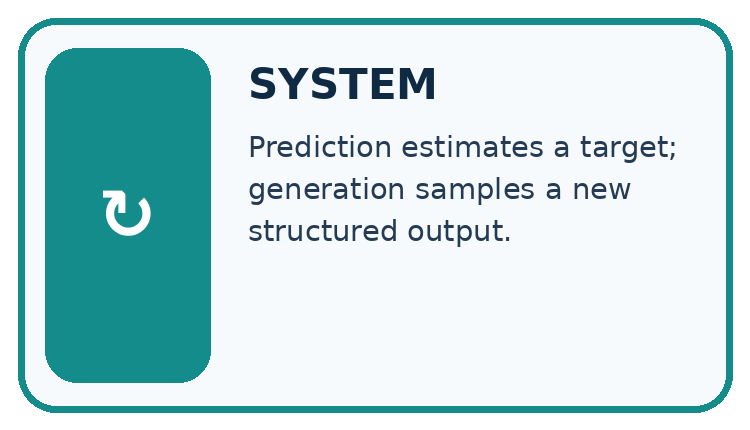 SYSTEM
Prediction estimates a target;
generation samples a new
structured output.